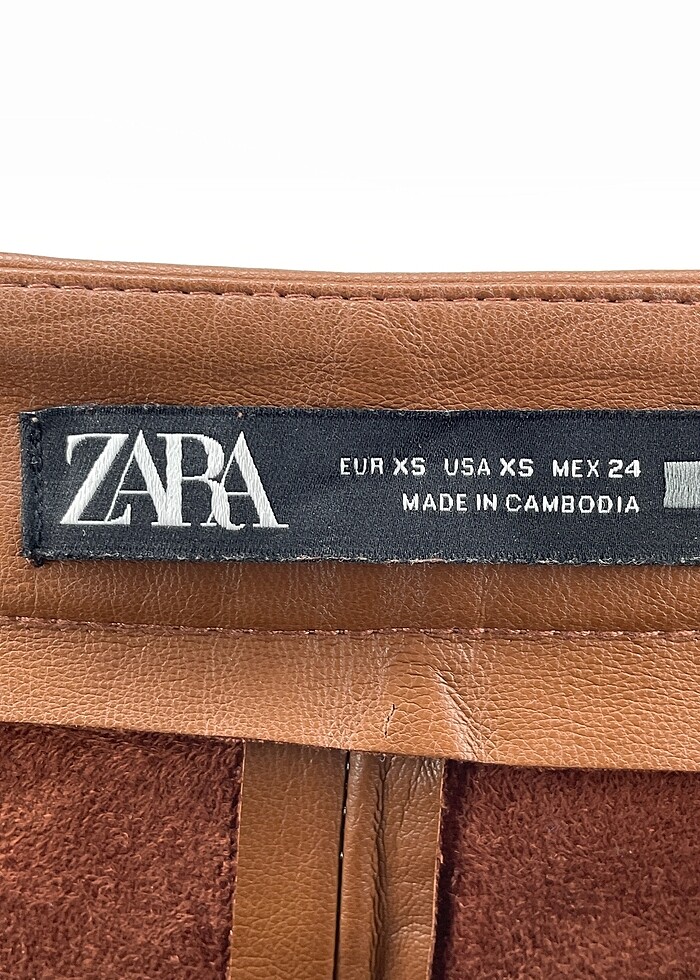 ZARA
EUR XS USA XS MEX 24
MADE IN CAMBODIA